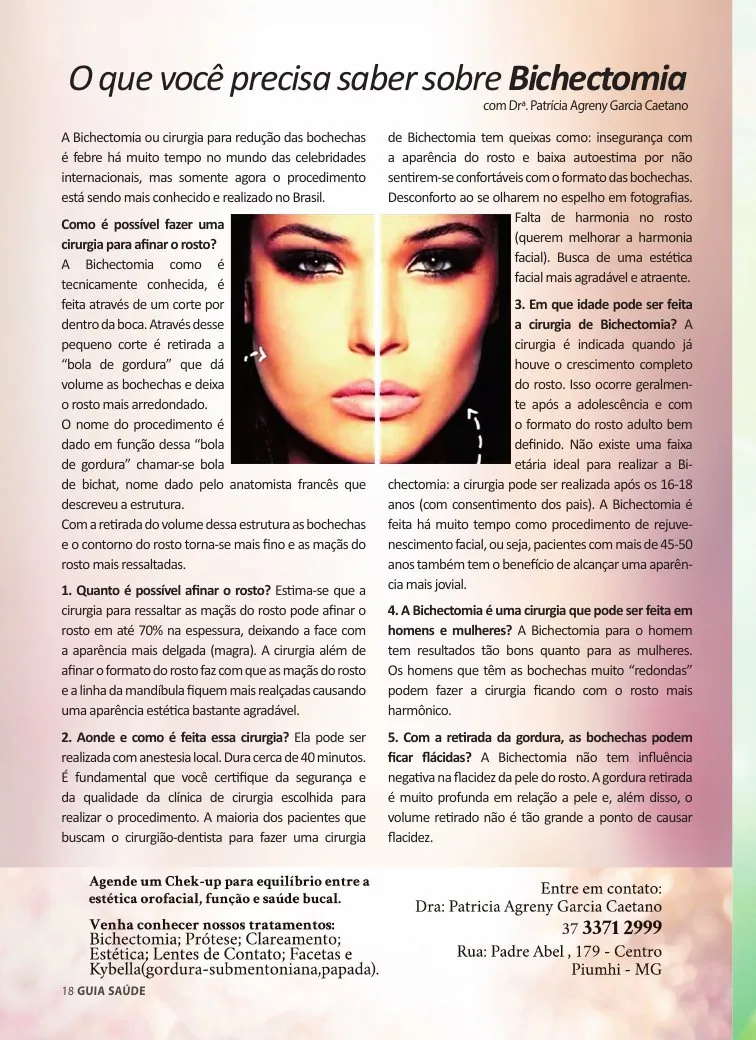 O que você precisa saber sobre Bichectomia
com Drª. Patrícia Agreny Garcia Caetano
A Bichectomia ou cirurgia para redução das bochechas
é febre há muito tempo no mundo das celebridades
internacionais, mas somente agora o procedimento
está sendo mais conhecido e realizado no Brasil.
Como é possível fazer uma
cirurgia para afinar o rosto?
A Bichectomia como é
tecnicamente conhecida, é
feita através de um corte por
dentro da boca. Através desse
pequeno corte é retirada a
“bola de gordura” que dá
volume as bochechas e deixa
o rosto mais arredondado.
O nome do procedimento é
dado em função dessa “bola
de gordura” chamar-se bola
de bichat, nome dado pelo anatomista francês que
descreveu a estrutura.
Com a retirada do volume dessa estrutura as bochechas
e o contorno do rosto torna-se mais fino e as maçãs do
rosto mais ressaltadas.
1. Quanto é possível afinar o rosto? Estima-se que a
cirurgia para ressaltar as maçãs do rosto pode afinar o
rosto em até 70% na espessura, deixando a face com
a aparência mais delgada (magra). A cirurgia além de
afinar o formato do rosto faz com que as maçãs do rosto
e a linha da mandíbula fiquem mais realçadas causando
uma aparência estética bastante agradável.
2. Aonde e como é feita essa cirurgia? Ela pode ser
realizada com anestesia local. Dura cerca de 40 minutos.
É fundamental que você certifique da segurança e
da qualidade da clínica de cirurgia escolhida para
realizar o procedimento. A maioria dos pacientes que
buscam o cirurgião-dentista para fazer uma cirurgia
de Bichectomia tem queixas como: insegurança com
a aparência do rosto e baixa autoestima por não
sentirem-se confortáveis com o formato das bochechas.
Desconforto ao se olharem no espelho em fotografias.
Falta de harmonia no rosto
(querem melhorar a harmonia
facial). Busca de uma estética
facial mais agradável e atraente.
3. Em que idade pode ser feita
a cirurgia de Bichectomia? A
cirurgia é indicada quando já
houve o crescimento completo
do rosto. Isso ocorre geralmen-
te após a adolescência e com
o formato do rosto adulto bem
definido. Não existe uma faixa
etária ideal para realizar a Bi-
chectomia: a cirurgia pode ser realizada após os 16-18
anos (com consentimento dos pais). A Bichectomia é
feita há muito tempo como procedimento de rejuve-
nescimento facial, ou seja, pacientes com mais de 45-50
anos também tem o benefício de alcançar uma aparên-
cia mais jovial.
4. A Bichectomia é uma cirurgia que pode ser feita em
homens e mulheres? A Bichectomia para o homem
tem resultados tão bons quanto para as mulheres.
Os homens que têm as bochechas muito “redondas”
podem fazer a cirurgia ficando com o rosto mais
harmônico.
5. Com a retirada da gordura, as bochechas podem
ficar flácidas? A Bichectomia não tem influência
negativa na flacidez da pele do rosto. A gordura retirada
é muito profunda em relação a pele e, além disso, o
volume retirado não é tão grande a ponto de causar
flacidez.
Agende um Chek-up para equilíbrio entre a
estética orofacial, função e saúde bucal.
Venha conhecer nossos tratamentos:
Bichectomia; Prótese; Clareamento;
Estética; Lentes de Contato; Facetas e
Kybella(gordura-submentoniana,papada).
Entre em contato:
Dra: Patricia Agreny Garcia Caetano
37 3371 2999
Rua: Padre Abel , 179 - Centro
Piumhi - MG
18 GUIA SAÚDE